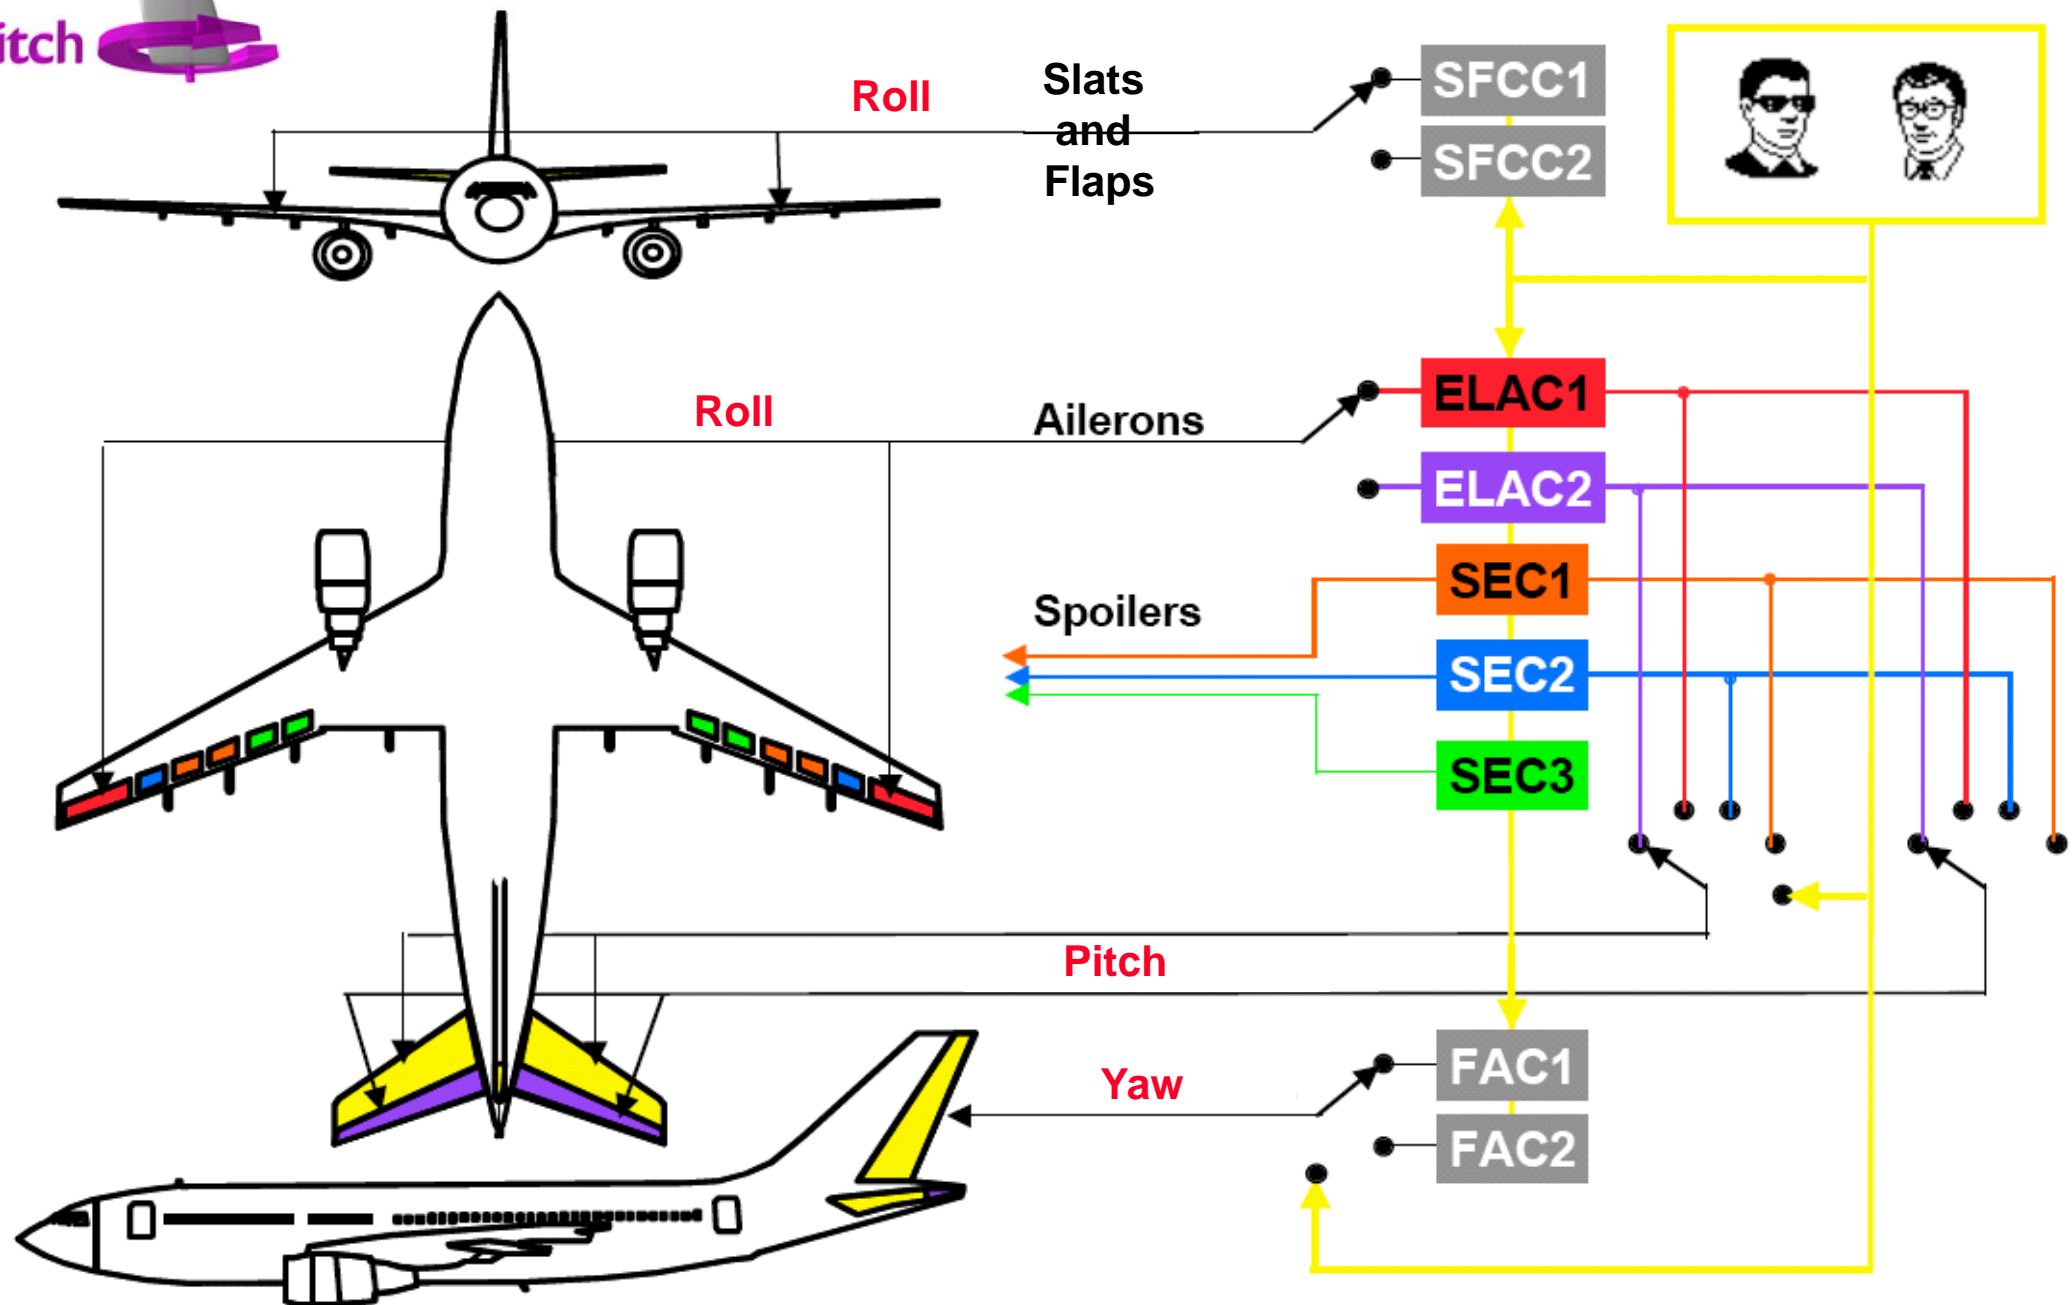 itch
Roll
Slats
and
Flaps
SFCC1
SFCC2
Roll
Ailerons
ELAC1
ELAC2
Spoilers
SEC1
SEC2
SEC3
Pitch
Yaw
FAC1
FAC2